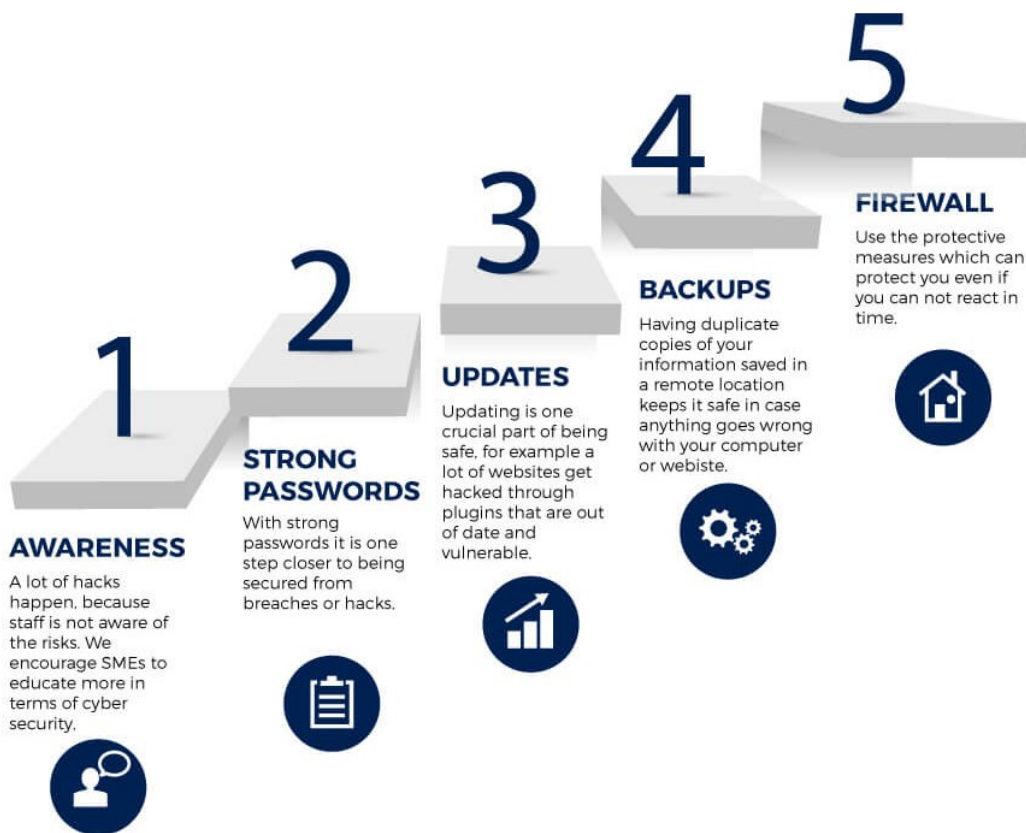 1
AWARENESS
A lot of hacks
happen, because
staff is not aware of
the risks. We
encourage SMEs to
educate more in
terms of cyber
security.
2
STRONG
PASSWORDS
With strong
passwords it is one
step closer to being
secured from
breaches or hacks.
3
UPDATES
Updating is one
crucial part of being
safe, for example a
lot of websites get
hacked through
plugins that are out
of date and
vulnerable.
4
BACKUPS
Having duplicate
copies of your
information saved in
a remote location
keeps it safe in case
anything goes wrong
with your computer
or webiste.
5
FIREWALL
Use the protective
measures which can
protect you even if
you can not react in
time.